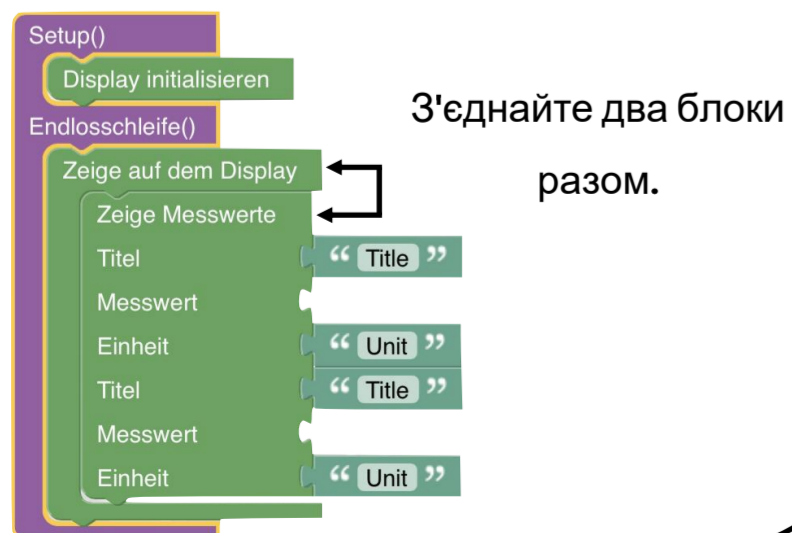 Setup()
Display initialisieren
Endlosschleife()
Zeige auf dem Display
З'єднайте два блоки
разом.
Zeige Messwerte
Titel “ Title ”
Messwert
Einheit “ Unit ”
Titel “ Title ”
Messwert
Einheit “ Unit ”